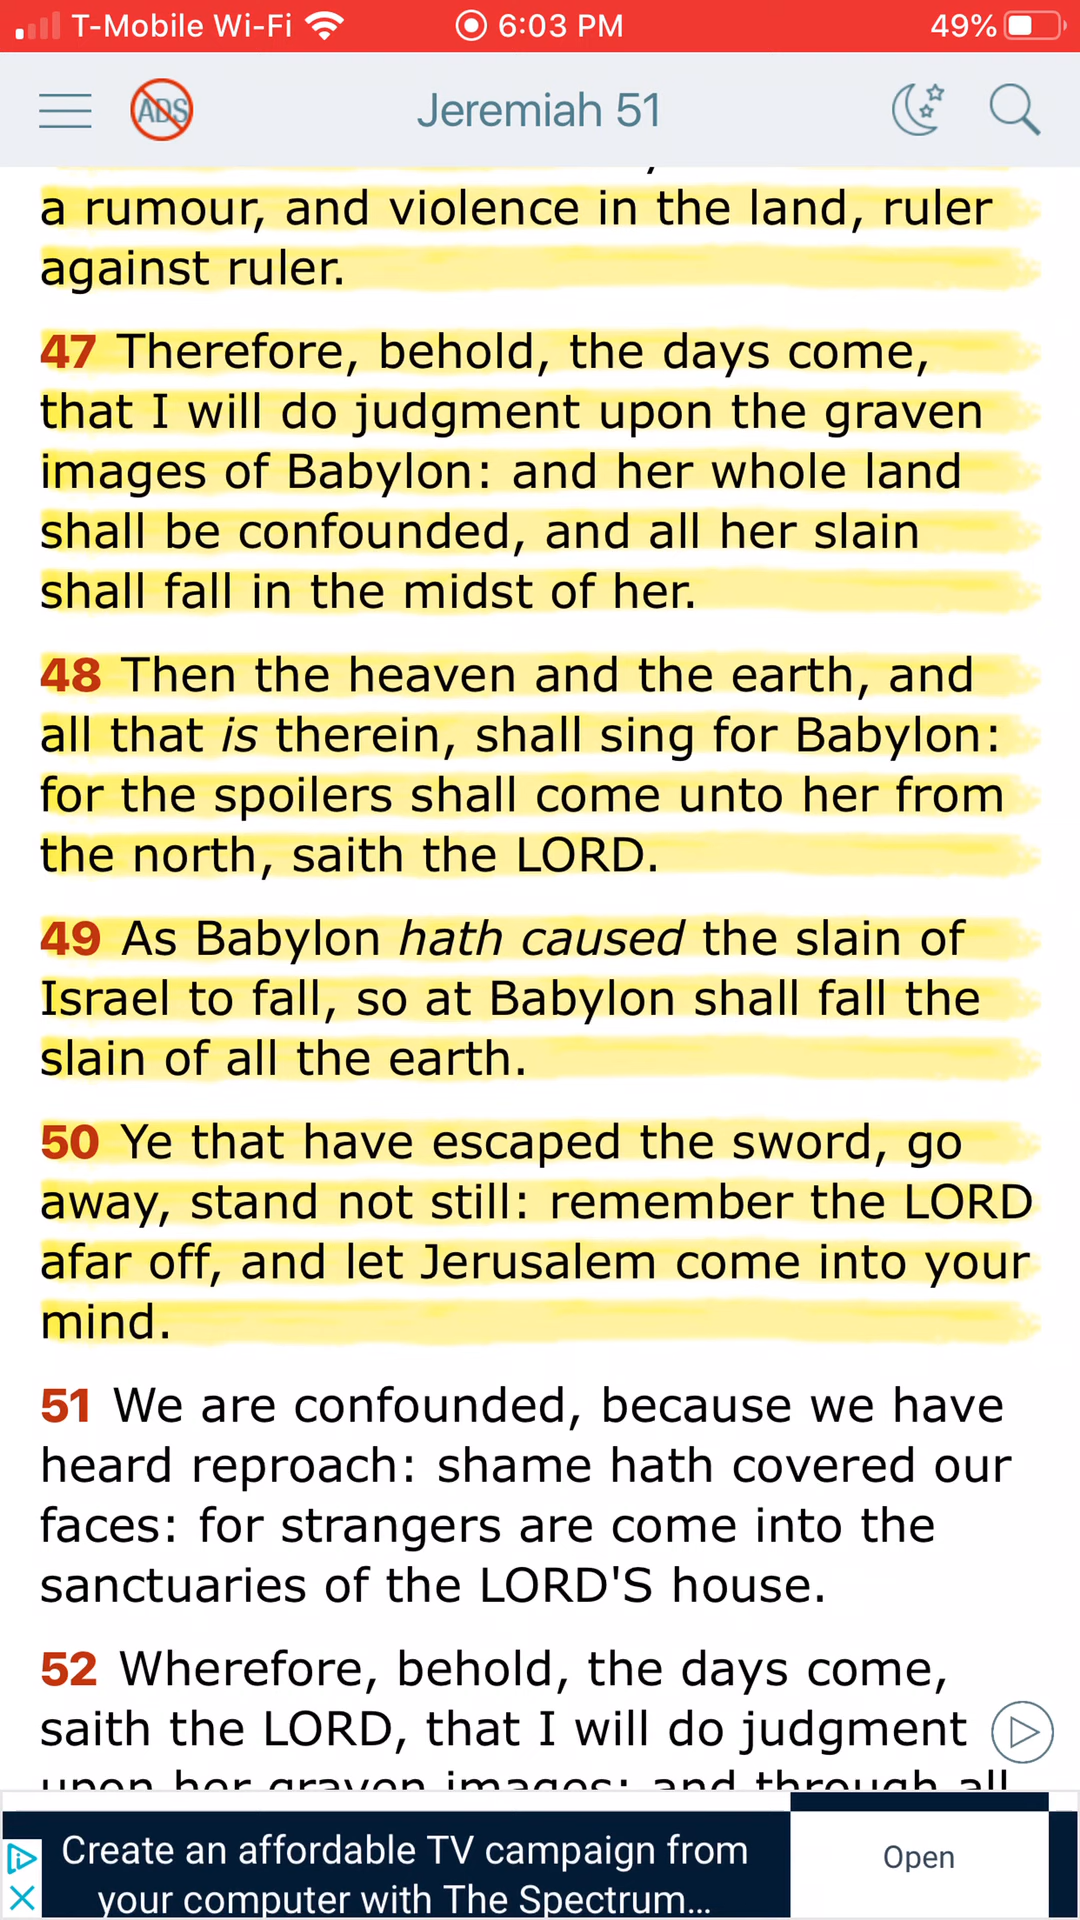 T-Mobile Wi-Fi 6:03 PM 49%
ADS Jeremiah 51
a rumour, and violence in the land, ruler
against ruler.
47 Therefore, behold, the days come,
that I will do judgment upon the graven
images of Babylon: and her whole land
shall be confounded, and all her slain
shall fall in the midst of her.
48 Then the heaven and the earth, and
all that is therein, shall sing for Babylon:
for the spoilers shall come unto her from
the north, saith the LORD.
49 As Babylon hath caused the slain of
Israel to fall, so at Babylon shall fall the
slain of all the earth.
50 Ye that have escaped the sword, go
away, stand not still: remember the LORD
afar off, and let Jerusalem come into your
mind.
51 We are confounded, because we have
heard reproach: shame hath covered our
faces: for strangers are come into the
sanctuaries of the LORD'S house.
52 Wherefore, behold, the days come,
saith the LORD, that I will do judgment
upon her graven images: and through all
Create an affordable TV campaign from
your computer with The Spectrum...
Open